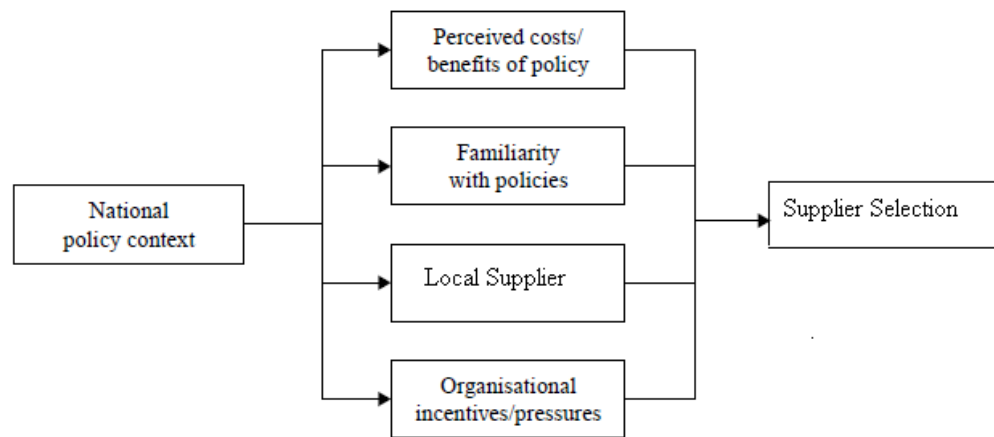 Perceived costs/
benefits of policy
Familiarity
with policies
National
policy context
Supplier Selection
Local Supplier
Organisational
incentives/pressures